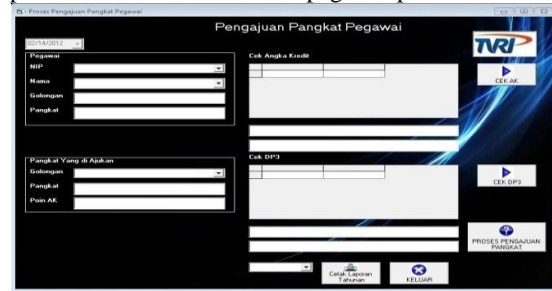 Proses Pengajuan Pangkat Pegawai
Pengajuan Pangkat Pegawai
02/14/2012
TVRI
Pegawai
NIP
Nama
Golongan
Pangkat
Cek Angka Kredit
CEK AK
Pangkat Yang di Ajukan
Golongan
Pangkat
Poin AK
Cek DP3
CEK DP3
PROSES PENGAJUAN
PANGKAT
Cetak Laporan
Tahunan
KELUAR